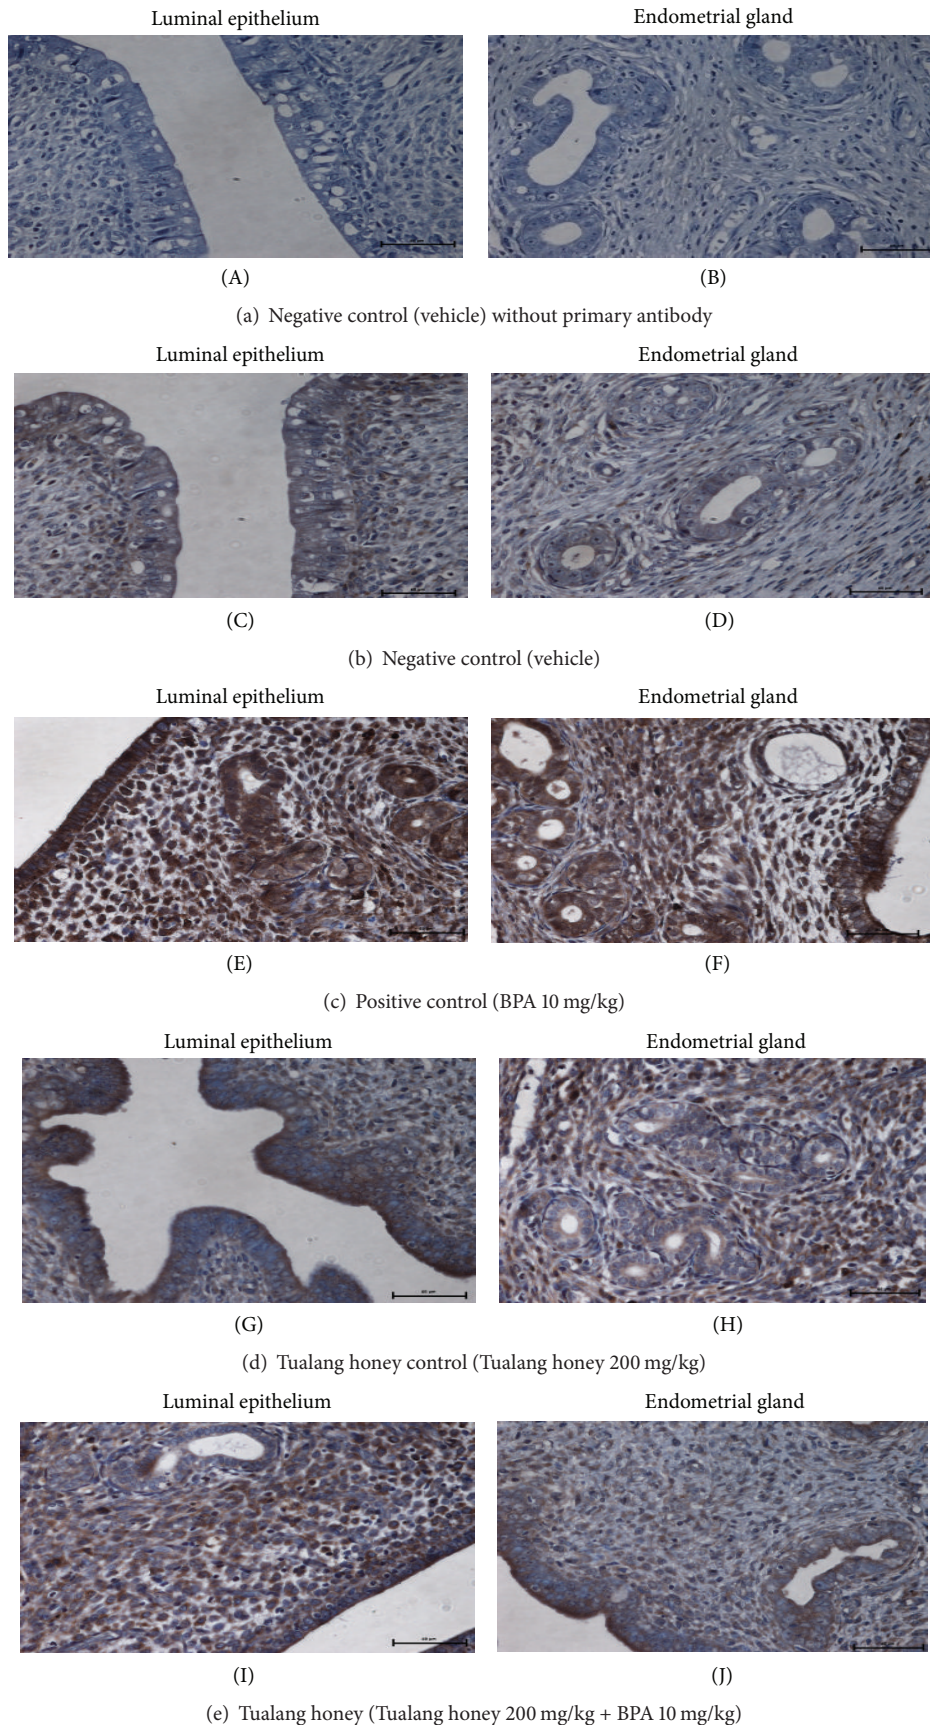 Luminal epithelium
Endometrial gland
(A)
(B)
(a) Negative control (vehicle) without primary antibody
Luminal epithelium
Endometrial gland
(C)
(D)
(b) Negative control (vehicle)
Luminal epithelium
Endometrial gland
(E)
(F)
(c) Positive control (BPA 10 mg/kg)
Luminal epithelium
Endometrial gland
(G)
(H)
(d) Tualang honey control (Tualang honey 200 mg/kg)
Luminal epithelium
Endometrial gland
(I)
(J)
(e) Tualang honey (Tualang honey 200 mg/kg + BPA 10 mg/kg)